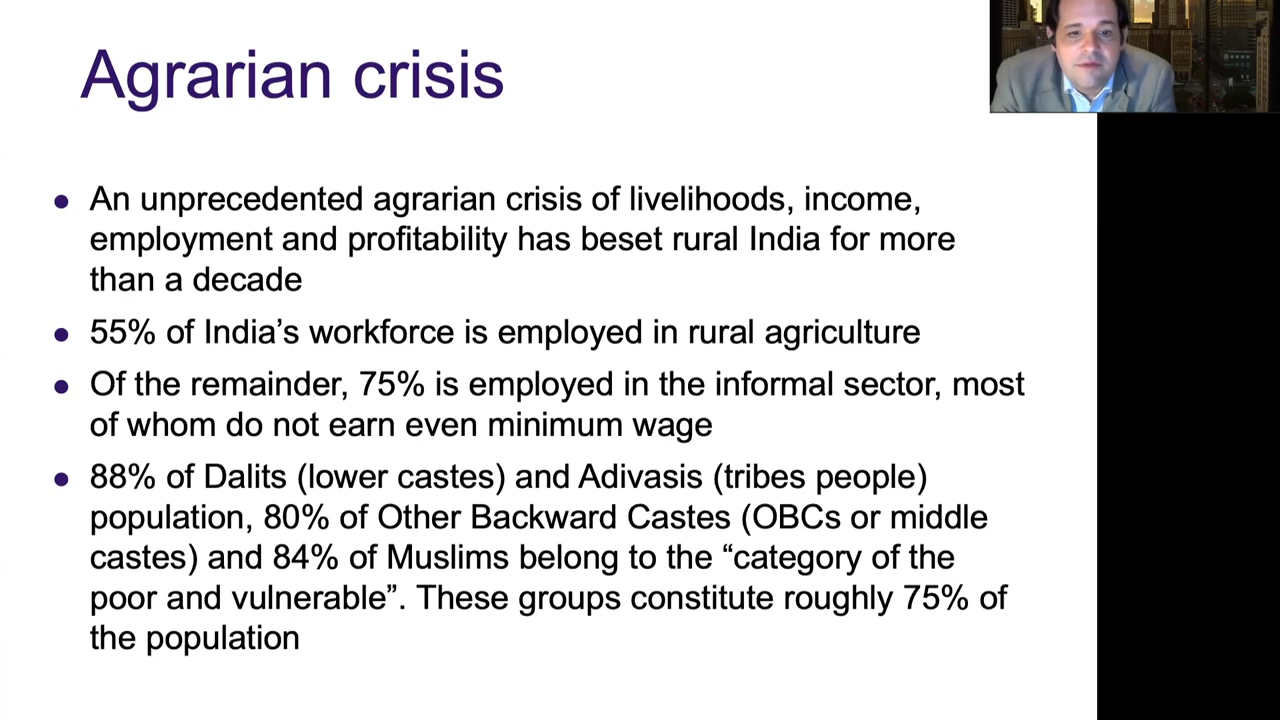 Agrarian crisis
• An unprecedented agrarian crisis of livelihoods, income,
employment and profitability has beset rural India for more
than a decade
• 55% of India’s workforce is employed in rural agriculture
• Of the remainder, 75% is employed in the informal sector, most
of whom do not earn even minimum wage
• 88% of Dalits (lower castes) and Adivasis (tribes people)
population, 80% of Other Backward Castes (OBCs or middle
castes) and 84% of Muslims belong to the “category of the
poor and vulnerable”. These groups constitute roughly 75% of
the population